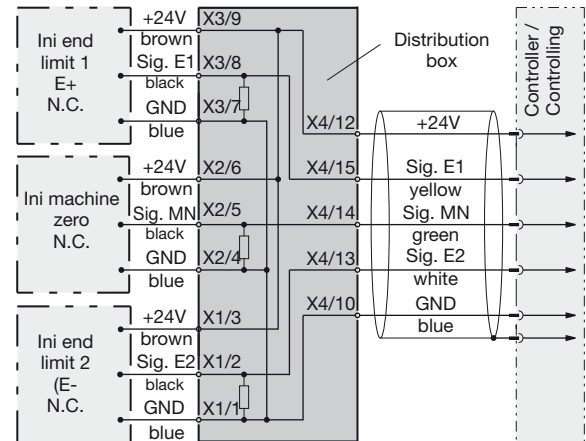 Ini end
limit 1
E+
N.C.
+24V
brown
Sig. E1
black
GND
blue
X3/9
X3/8
X3/7
Ini machine
zero
N.C.
+24V
brown
Sig. MN
black
GND
blue
X2/6
X2/5
X2/4
Ini end
limit 2
(E-
N.C.
+24V
brown
Sig. E2
black
GND
blue
X1/3
X1/2
X1/1
Distribution
box
X4/12
X4/15
X4/14
X4/13
X4/10
+24V
Sig. E1
yellow
Sig. MN
green
Sig. E2
white
GND
blue
Controller /
Controlling